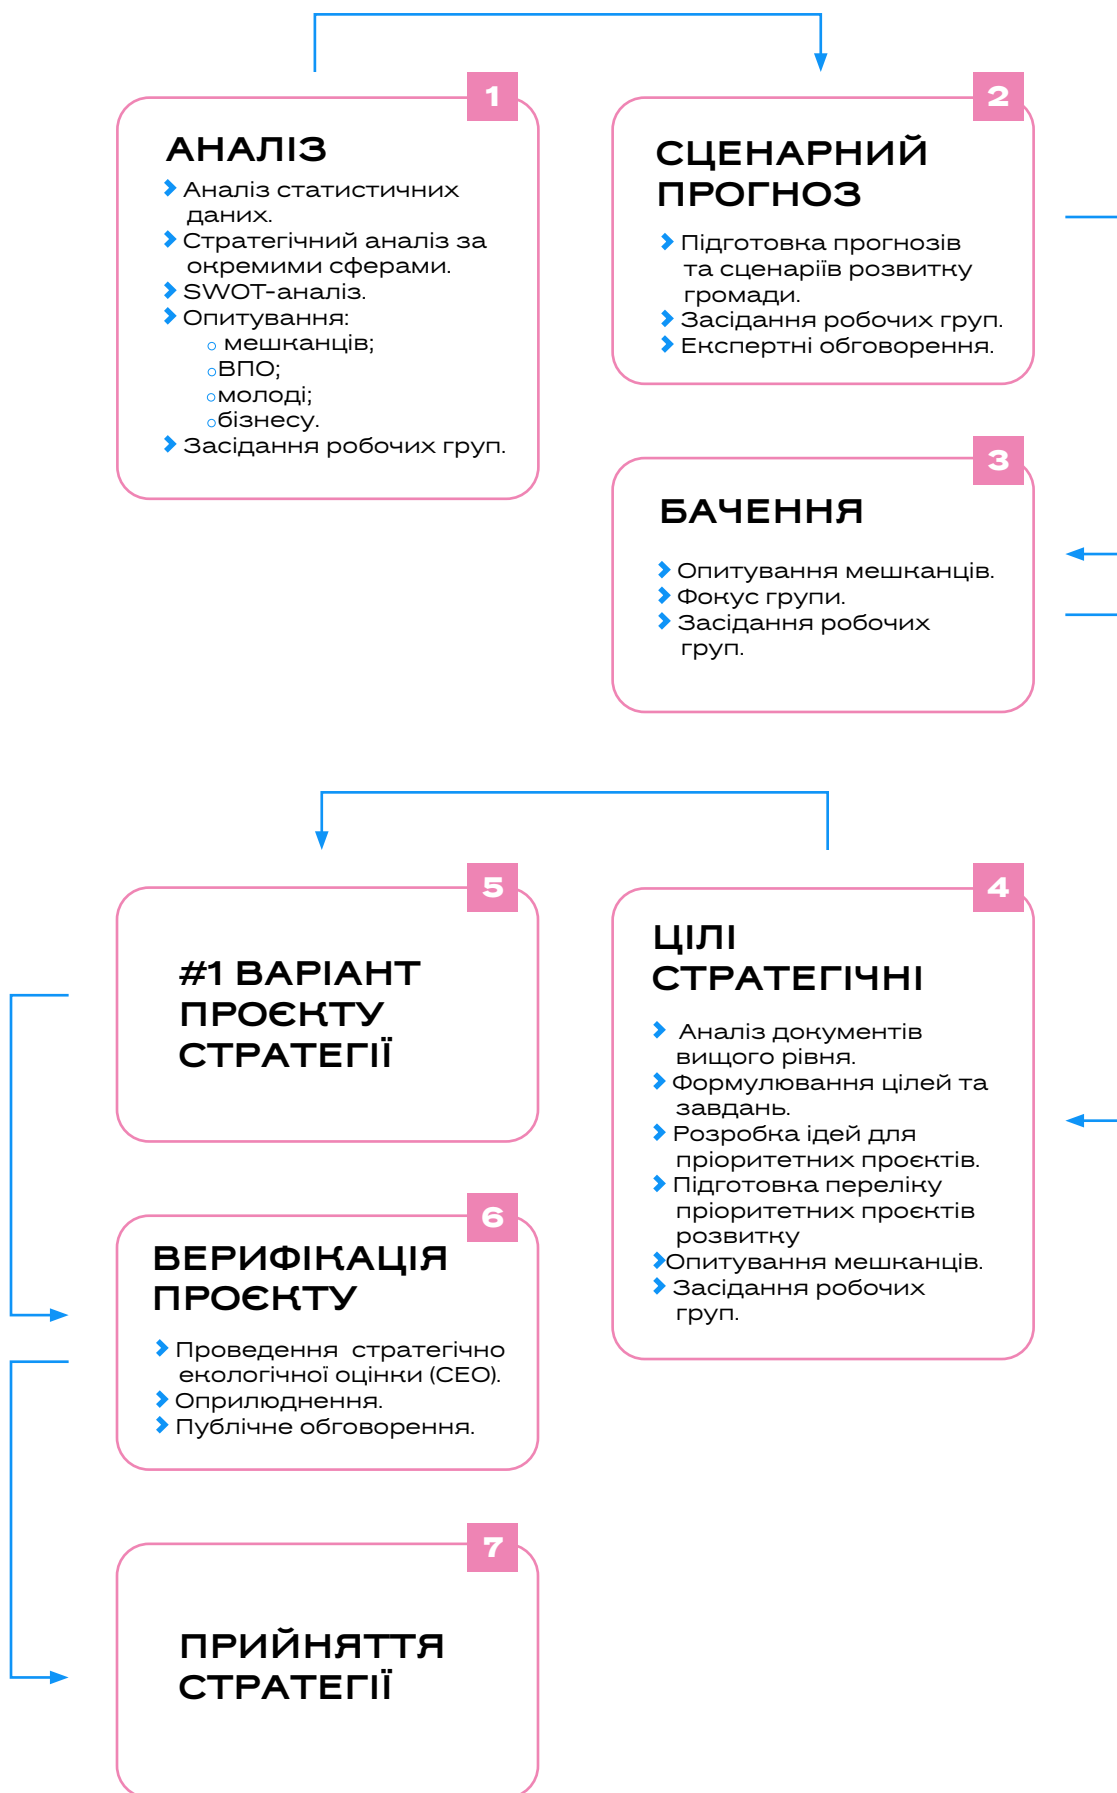 1
АНАЛІЗ
Аналіз статистичних
даних.
Стратегічний аналіз за
окремими сферами.
SWOT-аналіз.
Опитування:
мешканців;
ВПО;
молоді;
бізнесу.
Засідання робочих груп.
2
СЦЕНАРНИЙ
ПРОГНОЗ
Підготовка прогнозів
та сценаріїв розвитку
громади.
Засідання робочих груп.
Експертні обговорення.
3
БАЧЕННЯ
Опитування мешканців.
Фокус групи.
Засідання робочих
груп.
4
ЦІЛІ
СТРАТЕГІЧНІ
Аналіз документів
вищого рівня.
Формулювання цілей та
завдань.
Розробка ідей для
пріоритетних проєктів.
Підготовка переліку
пріоритетних проєктів
розвитку
Опитування мешканців.
Засідання робочих
груп.
5
#1 ВАРІАНТ
ПРОЄКТУ
СТРАТЕГІЇ
6
ВЕРИФІКАЦІЯ
ПРОЄКТУ
Проведення стратегічно
екологічної оцінки (СЕО).
Оприлюднення.
Публічне обговорення.
7
ПРИЙНЯТТЯ
СТРАТЕГІЇ